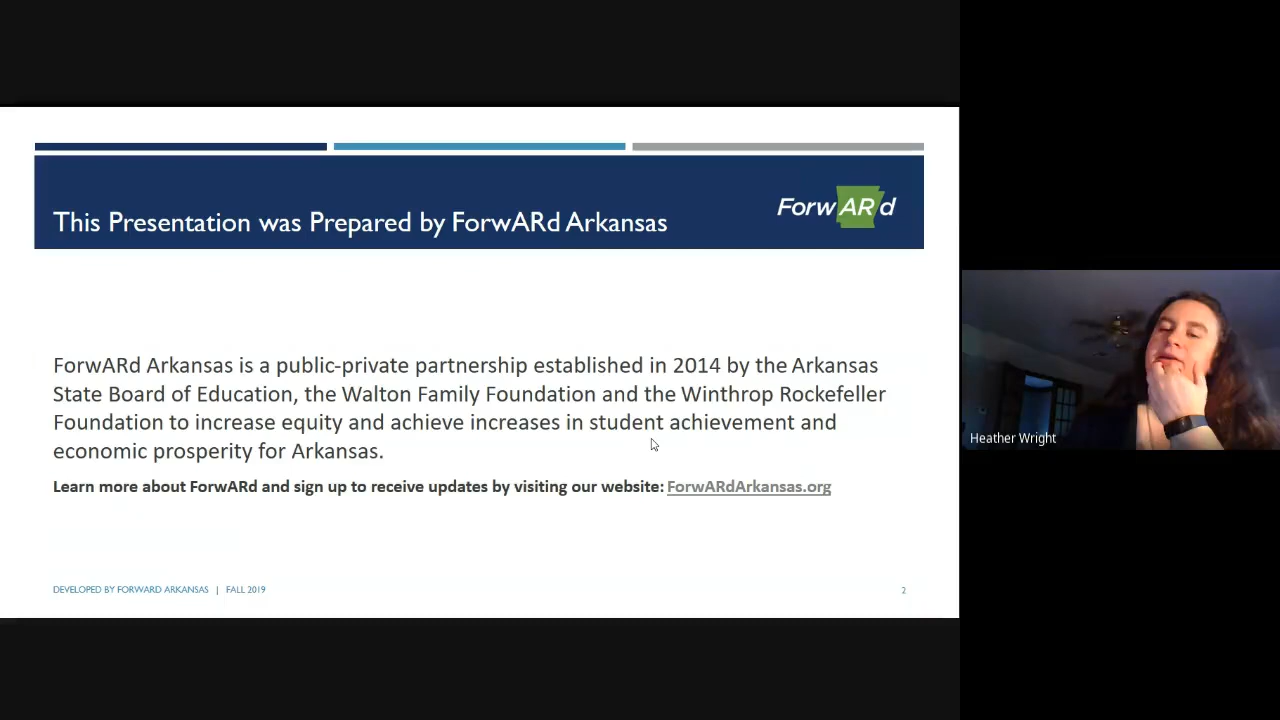 This Presentation was Prepared by ForwARd Arkansas
ForwARd
ForwARd Arkansas is a public-private partnership established in 2014 by the Arkansas
State Board of Education, the Walton Family Foundation and the Winthrop Rockefeller
Foundation to increase equity and achieve increases in student achievement and
economic prosperity for Arkansas.
Learn more about ForwARd and sign up to receive updates by visiting our website: ForwARdArkansas.org
DEVELOPED BY FORWARD ARKANSAS | FALL 2019
2
Heather Wright